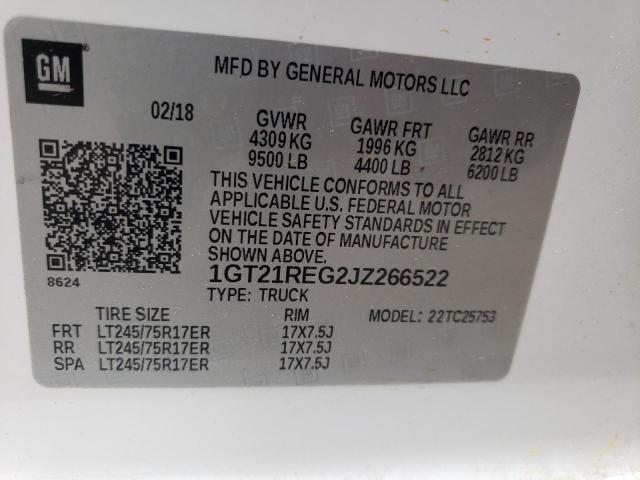 GM
MFD BY GENERAL MOTORS LLC
02/18 GVWR GAWR FRT GAWR RR
4309 KG 1996 KG 2812 KG
9500 LB 4400 LB 6200 LB
THIS VEHICLE CONFORMS TO ALL
APPLICABLE U.S. FEDERAL MOTOR
VEHICLE SAFETY STANDARDS IN EFFECT
ON THE DATE OF MANUFACTURE
SHOWN ABOVE.
8624
1GT21REG2JZ266522
TYPE: TRUCK
TIRE SIZE RIM MODEL: 22TC25753
FRT LT245/75R17ER 17X7.5J
RR LT245/75R17ER 17X7.5J
SPA LT245/75R17ER 17X7.5J